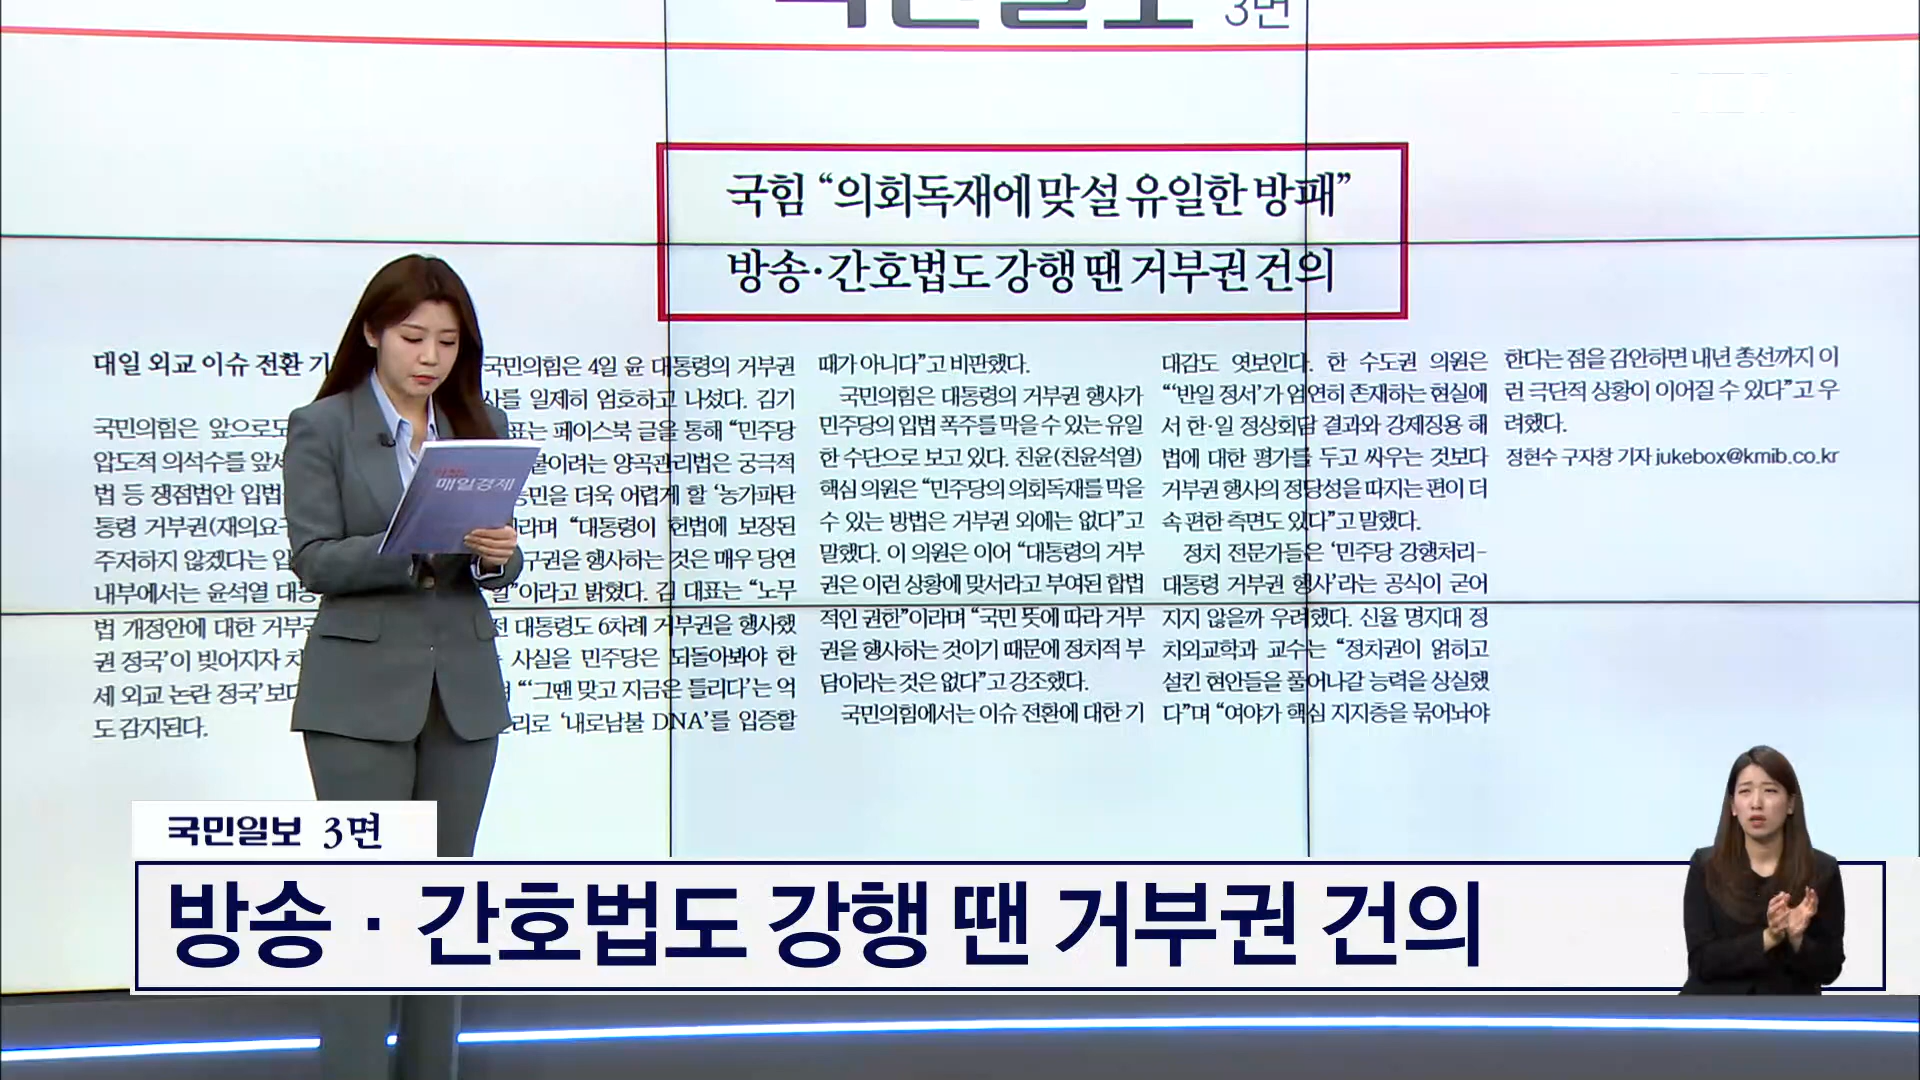 국민일보 3면
국힘 “의회독재에 맞설 유일한 방패”
방송·간호법도 강행 땐 거부권 건의
대일 외교 이슈 전환 기
국민의힘은 앞으로도
압도적 의석수를 앞세
법 등 쟁점법안 입법
통령 거부권(재의요구
주저하지 않겠다는 입
내부에서는 윤석열 대통
법 개정안에 대한 거부권
권 정국’이 빚어지자 차
세 외교 논란 정국’보다
도 감지된다.
국민의힘은 4일 윤 대통령의 거부권
사를 일제히 엄호하고 나섰다. 김기
표는 페이스북 글을 통해 “민주당
붙이려는 양곡관리법은 궁극적
농민을 더욱 어렵게 할 ‘농가파탄
이라며 “대통령이 헌법에 보장된
구권을 행사하는 것은 매우 당연
일”이라고 밝혔다. 김 대표는 “노무
전 대통령도 6차례 거부권을 행사했
사실을 민주당은 되돌아봐야 한
며 “‘그땐 맞고 지금은 틀리다’는 억
논리로 ‘내로남불 DNA’를 입증할
때가 아니다”고 비판했다.
국민의힘은 대통령의 거부권 행사가
민주당의 입법 폭주를 막을 수 있는 유일
한 수단으로 보고 있다. 친윤(친윤석열)
핵심 의원은 “민주당의 의회독재를 막을
수 있는 방법은 거부권 외에는 없다”고
말했다. 이 의원은 이어 “대통령의 거부
권은 이런 상황에 맞서라고 부여된 합법
적인 권한”이라며 “국민 뜻에 따라 거부
권을 행사하는 것이기 때문에 정치적 부
담이라는 것은 없다”고 강조했다.
국민의힘에서는 이슈 전환에 대한 기
대감도 엿보인다. 한 수도권 의원은
“‘반일 정서’가 엄연히 존재하는 현실에
서 한·일 정상회담 결과와 강제징용 해
법에 대한 평가를 두고 싸우는 것보다
거부권 행사의 정당성을 따지는 편이 더
속 편한 측면도 있다”고 말했다.
정치 전문가들은 ‘민주당 강행처리-
대통령 거부권 행사’라는 공식이 굳어
지지 않을까 우려했다. 신율 명지대 정
치외교학과 교수는 “정치권이 얽히고
설킨 현안들을 풀어나갈 능력을 상실했
다”며 “여야가 핵심 지지층을 묶어놔야
한다는 점을 감안하면 내년 총선까지 이
런 극단적 상황이 이어질 수 있다”고 우
려했다.
정현수 구자창 기자 jukebox@kmib.co.kr
매일경제
국민일보 3면
방송 · 간호법도 강행 땐 거부권 건의